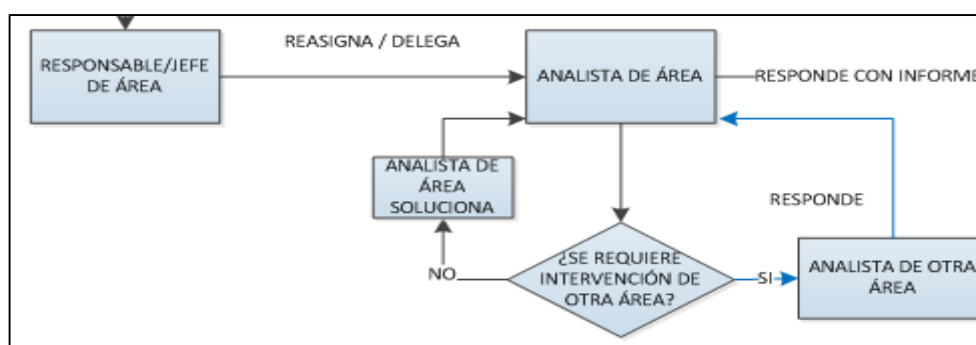 REASIGNA / DELEGA
RESPONSABLE/JEFE
DE ÁREA
ANALISTA DE ÁREA
RESPONDE CON INFORME
ANALISTA DE
ÁREA
SOLUCIONA
RESPONDE
¿SE REQUIERE
INTERVENCIÓN DE
OTRA ÁREA?
NO
SI
ANALISTA DE OTRA
ÁREA